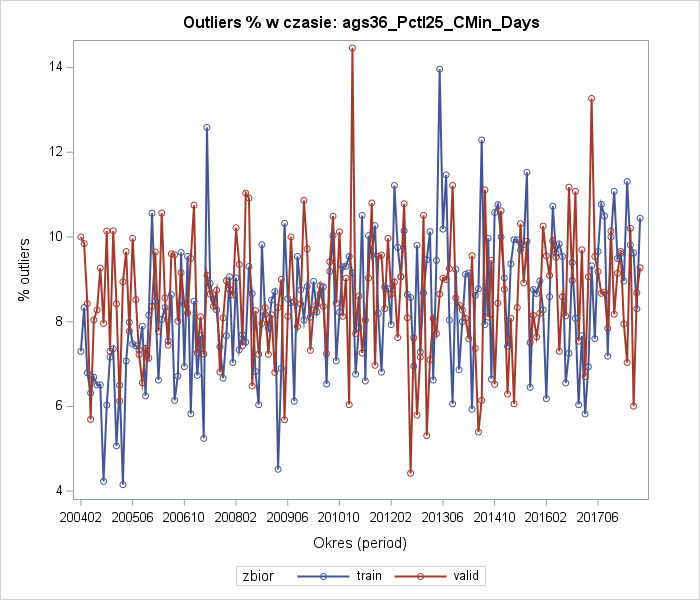 Outliers % w czasie: ags36_Pctl25_CMin_Days
% outliers
14
12
10
8
6
4
200402 200506 200610 200802 200906 201010 201202 201306 201410 201602 201706
Okres (period)
zbior train valid